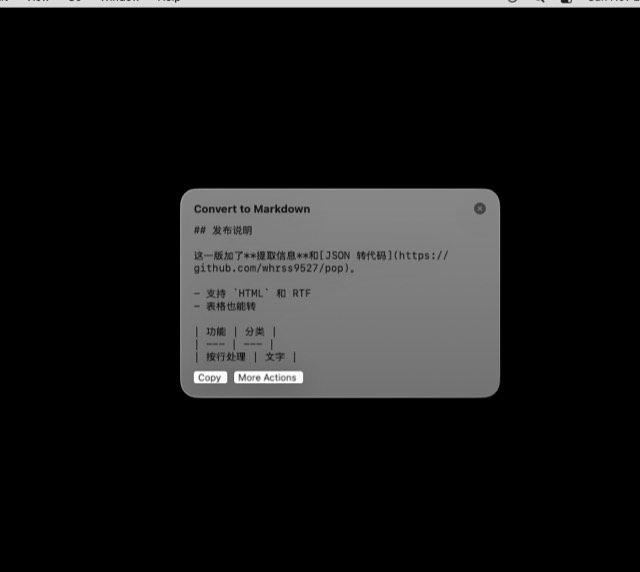 Convert to Markdown
## 发布说明
这一版加了**提取信息**和[JSON 转代码](https://
github.com/whrss9527/pop)。
- 支持 `HTML` 和 RTF
- 表格也能转
| 功能 | 分类 |
| --- | --- |
| 按行处理 | 文字 |
Copy
More Actions